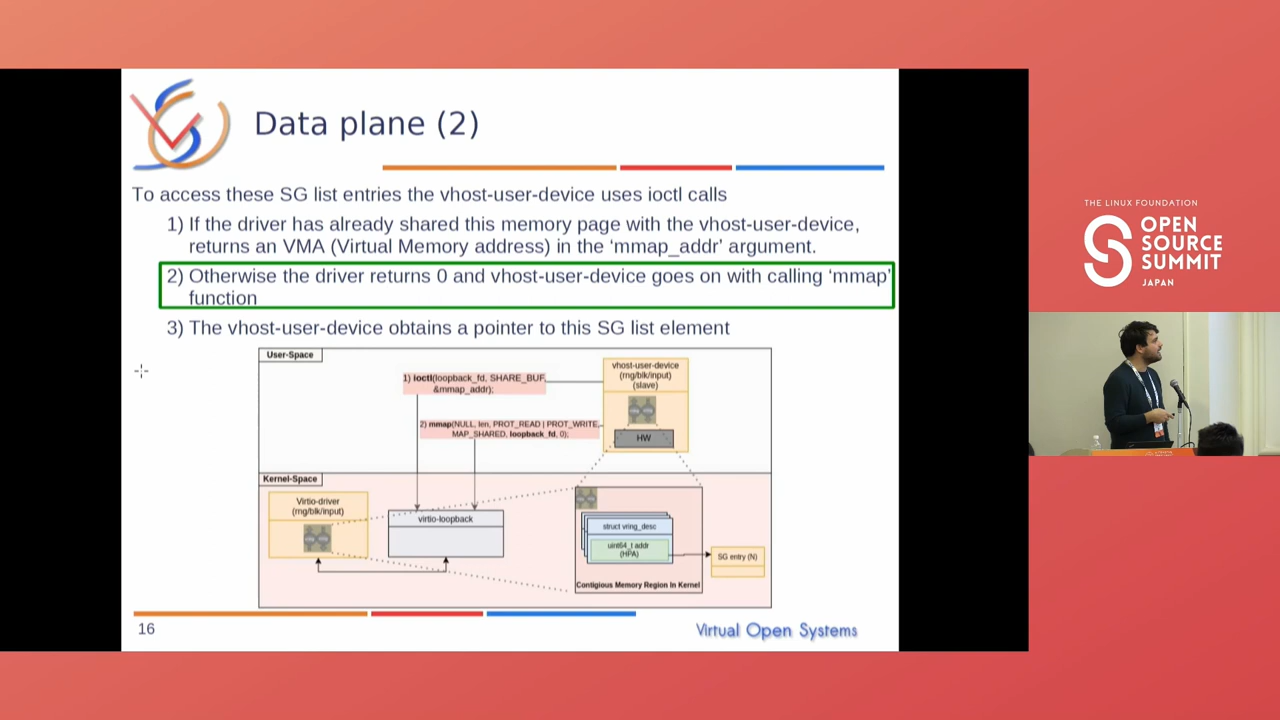 Data plane (2)
To access these SG list entries the vhost-user-device uses ioctl calls
1) If the driver has already shared this memory page with the vhost-user-device,
returns an VMA (Virtual Memory address) in the ‘mmap_addr’ argument.
2) Otherwise the driver returns 0 and vhost-user-device goes on with calling ‘mmap’
function
3) The vhost-user-device obtains a pointer to this SG list element
User-Space
1) ioctl(loopback_fd, SHARE_BUF,
&mmap_addr);
2) mmap(NULL, len, PROT_READ | PROT_WRITE,
MAP_SHARED, loopback_fd, 0);
vhost-user-device
(rng/blk/input)
(slave)
HW
Kernel-Space
Virtio-driver
(rng/blk/input)
virtio-loopback
struct vring_desc
uint64_t addr
(HPA)
SG entry (N)
Contigious Memory Region In Kernel
16
Virtual Open Systems
THE LINUX FOUNDATION
OPEN
SOURCE
SUMMIT
JAPAN